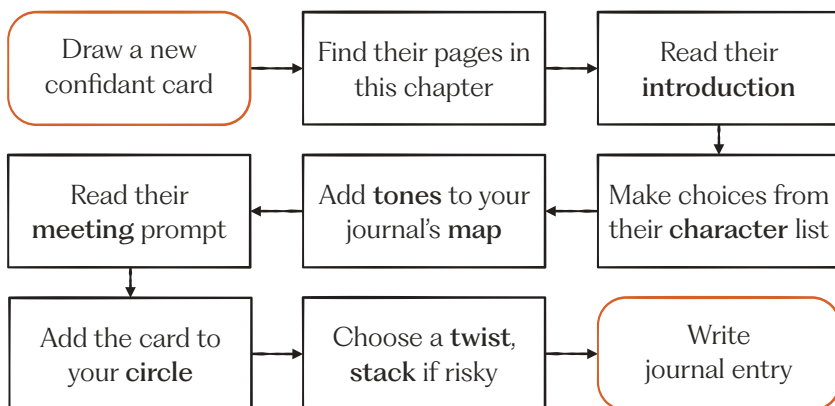 Draw a new
confidant card
Find their pages in
this chapter
Read their
introduction
Make choices from
their character list
Add tones to your
journal’s map
Read their
meeting prompt
Add the card to
your circle
Choose a twist,
stack if risky
Write
journal entry